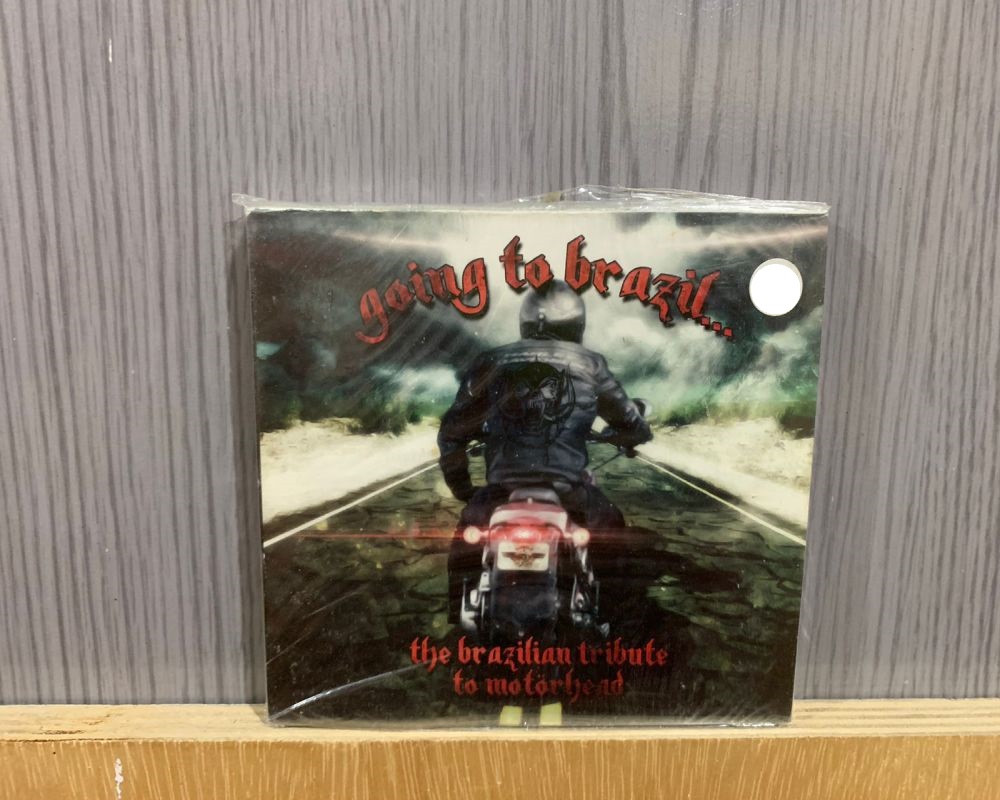 going to brazil...
the brazilian tribute
to motörhead